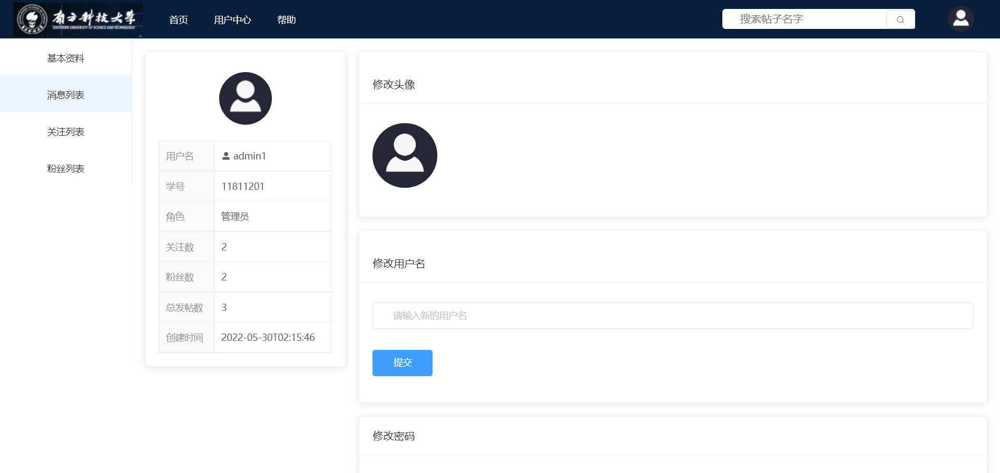 南方科技大学
SOUTHERN UNIVERSITY OF SCIENCE AND TECHNOLOGY
首页
用户中心
帮助
搜索帖子名字
基本资料
消息列表
关注列表
粉丝列表
用户名 admin1
学号 11811201
角色 管理员
关注数 2
粉丝数 2
总发帖数 3
创建时间 2022-05-30T02:15:46
修改头像
修改用户名
请输入新的用户名
提交
修改密码